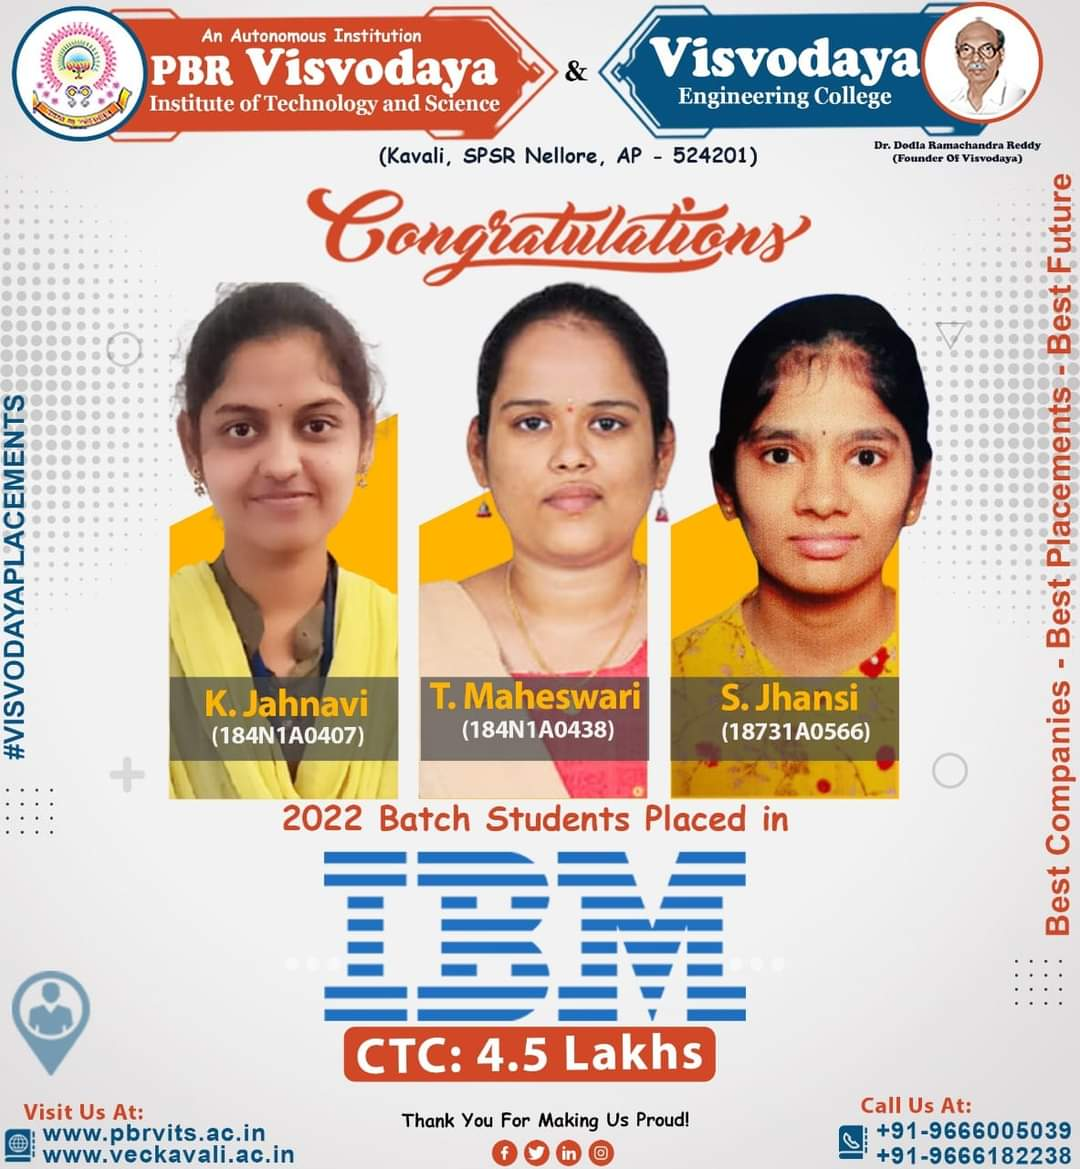 An Autonomous Institution
PBR Visvodaya
Institute of Technology and Science
&
Visvodaya
Engineering College
Dr. Dodla Ramachandra Reddy
(Founder Of Visvodaya)
(Kavali, SPSR Nellore, AP - 524201)
Congratulations
#VISVODAYAPLACEMENTS
Best Companies - Best Placements - Best Future
K. Jahnavi
(184N1A0407)
T. Maheswari
(184N1A0438)
S. Jhansi
(18731A0566)
2022 Batch Students Placed in
IBM
CTC: 4.5 Lakhs
Thank You For Making Us Proud!
Visit Us At:
www.pbrvits.ac.in
www.veckavali.ac.in
Call Us At:
+91-9666005039
+91-9666182238